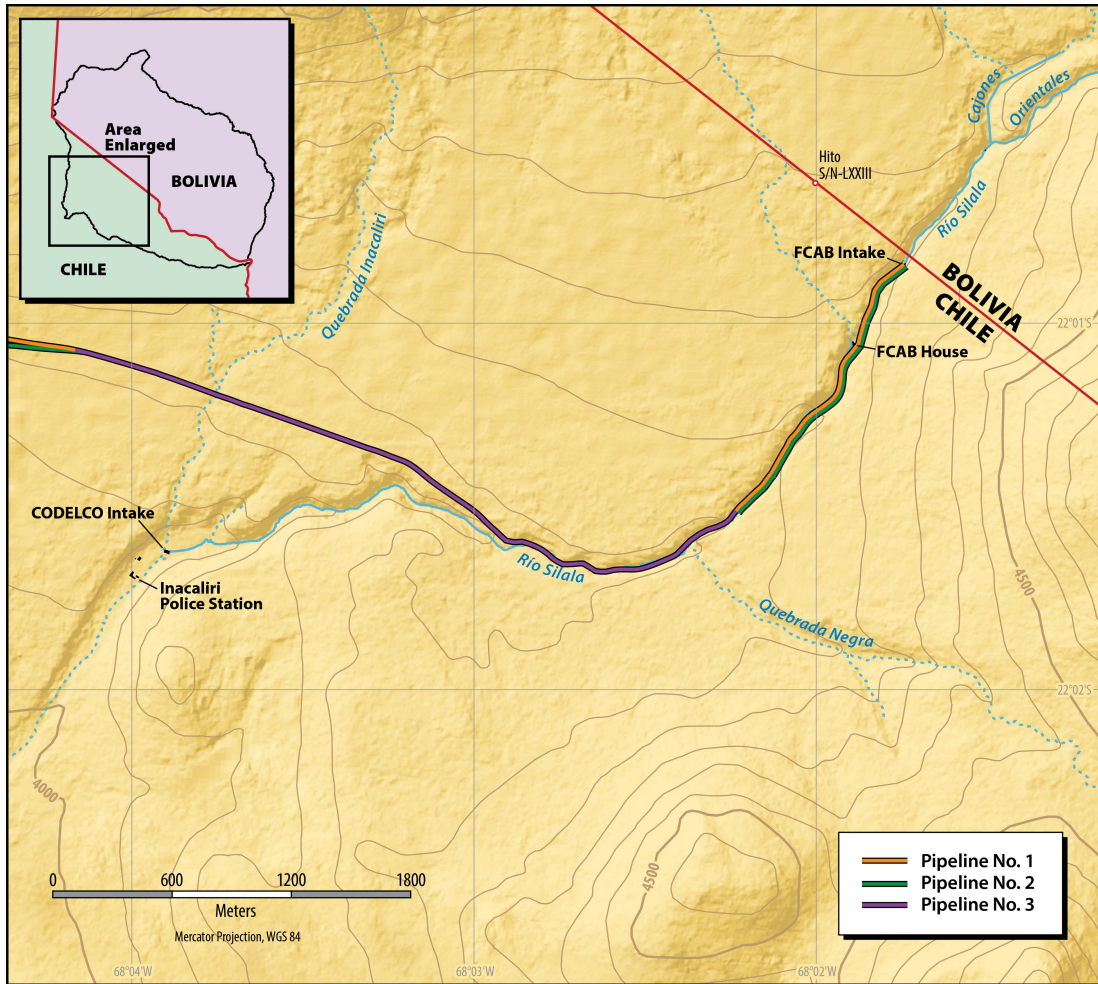 Area
Enlarged
BOLIVIA
CHILE
Quebrada Inacaliri
Cajones
Orientales
Hito
S/N-LXXIII
Río Silala
FCAB Intake
BOLIVIA
CHILE
22°01'S
FCAB House
CODELCO Intake
Inacaliri
Police Station
Río Silala
4500
Quebrada Negra
22°02'S
4000
4500
0 600 1200 1800
Meters
Mercator Projection, WGS 84
Pipeline No. 1
Pipeline No. 2
Pipeline No. 3
68°04'W 68°03'W 68°02'W